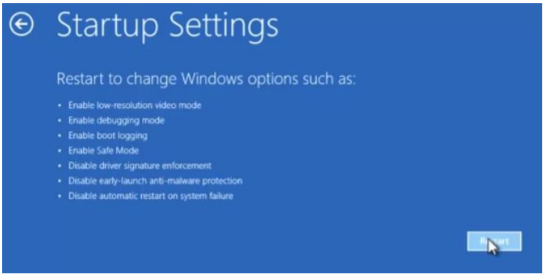 Startup Settings
Restart to change Windows options such as:
• Enable low-resolution video mode
• Enable debugging mode
• Enable boot logging
• Enable Safe Mode
• Disable driver signature enforcement
• Disable early-launch anti-malware protection
• Disable automatic restart on system failure
Restart